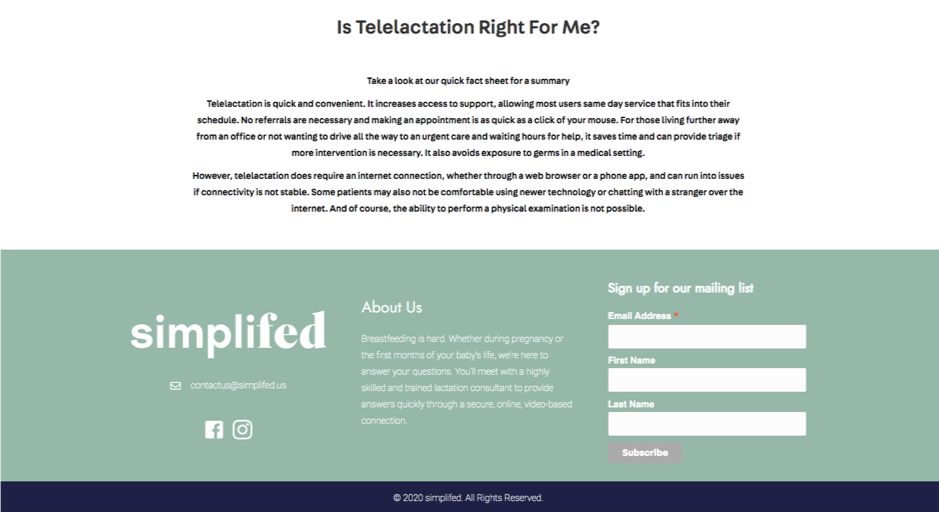 Is Telelactation Right For Me?
Take a look at our quick fact sheet for a summary
Telelactation is quick and convenient. It increases access to support, allowing most users same day service that fits into their
schedule. No referrals are necessary and making an appointment is as quick as a click of your mouse. For those living further away
from an office or not wanting to drive all the way to an urgent care and waiting hours for help, it saves time and can provide triage if
more intervention is necessary. It also avoids exposure to germs in a medical setting.
However, telelactation does require an internet connection, whether through a web browser or a phone app, and can run into issues
if connectivity is not stable. Some patients may also not be comfortable using newer technology or chatting with a stranger over the
internet. And of course, the ability to perform a physical examination is not possible.
simplifed
contactus@simplifed.us
About Us
Breastfeeding is hard. Whether during pregnancy or
the first months of your baby's life, we're here to
answer your questions. You'll meet with a highly
skilled and trained lactation consultant to provide
answers quickly through a secure, online, video-based
connection.
Sign up for our mailing list
Email Address *
First Name
Last Name
Subscribe
© 2020 simplifed. All Rights Reserved.